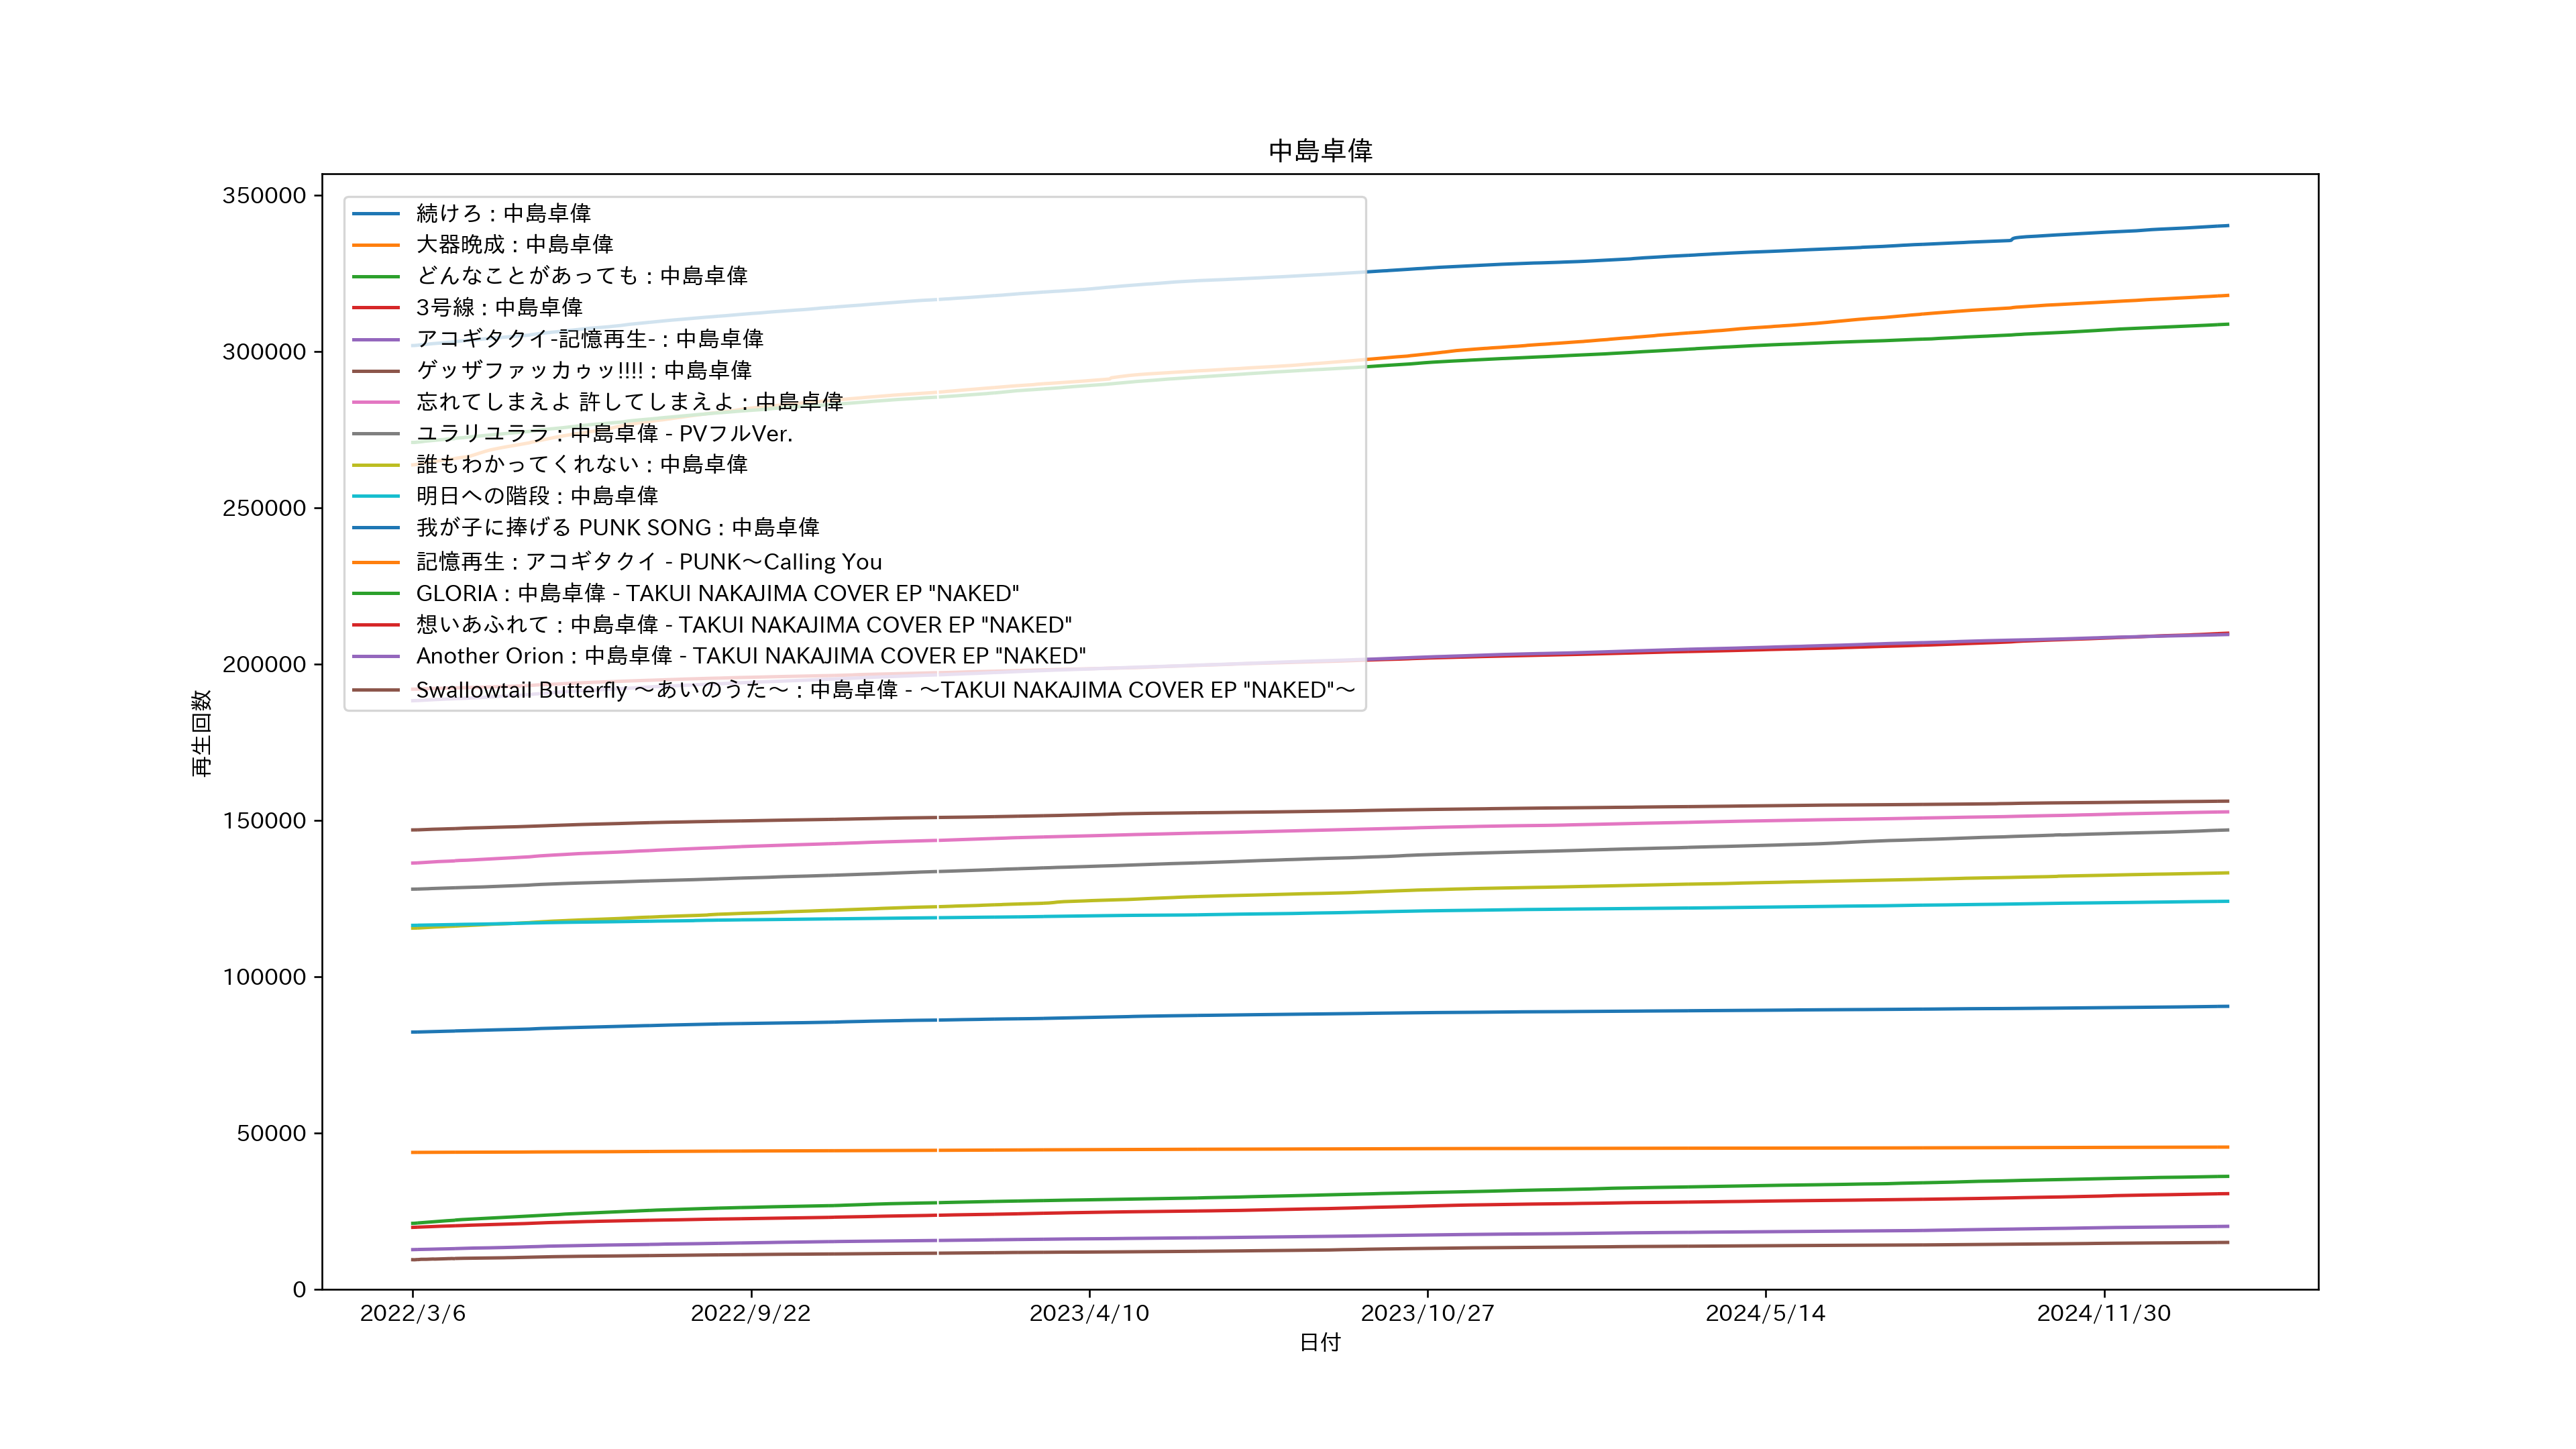 中島卓偉
350000
300000
250000
200000
150000
100000
50000
0
再生回数
続けろ : 中島卓偉
大器晩成 : 中島卓偉
どんなことがあっても : 中島卓偉
3号線 : 中島卓偉
アコギタクイ-記憶再生- : 中島卓偉
ゲッザファッカゥッ!!!! : 中島卓偉
忘れてしまえよ 許してしまえよ : 中島卓偉
ユラリユララ : 中島卓偉 - PVフルVer.
誰もわかってくれない : 中島卓偉
明日への階段 : 中島卓偉
我が子に捧げる PUNK SONG : 中島卓偉
記憶再生 : アコギタクイ - PUNK〜Calling You
GLORIA : 中島卓偉 - TAKUI NAKAJIMA COVER EP "NAKED"
想いあふれて : 中島卓偉 - TAKUI NAKAJIMA COVER EP "NAKED"
Another Orion : 中島卓偉 - TAKUI NAKAJIMA COVER EP "NAKED"
Swallowtail Butterfly 〜あいのうた〜 : 中島卓偉 - 〜TAKUI NAKAJIMA COVER EP "NAKED"〜
2022/3/6
2022/9/22
2023/4/10
2023/10/27
2024/5/14
2024/11/30
日付